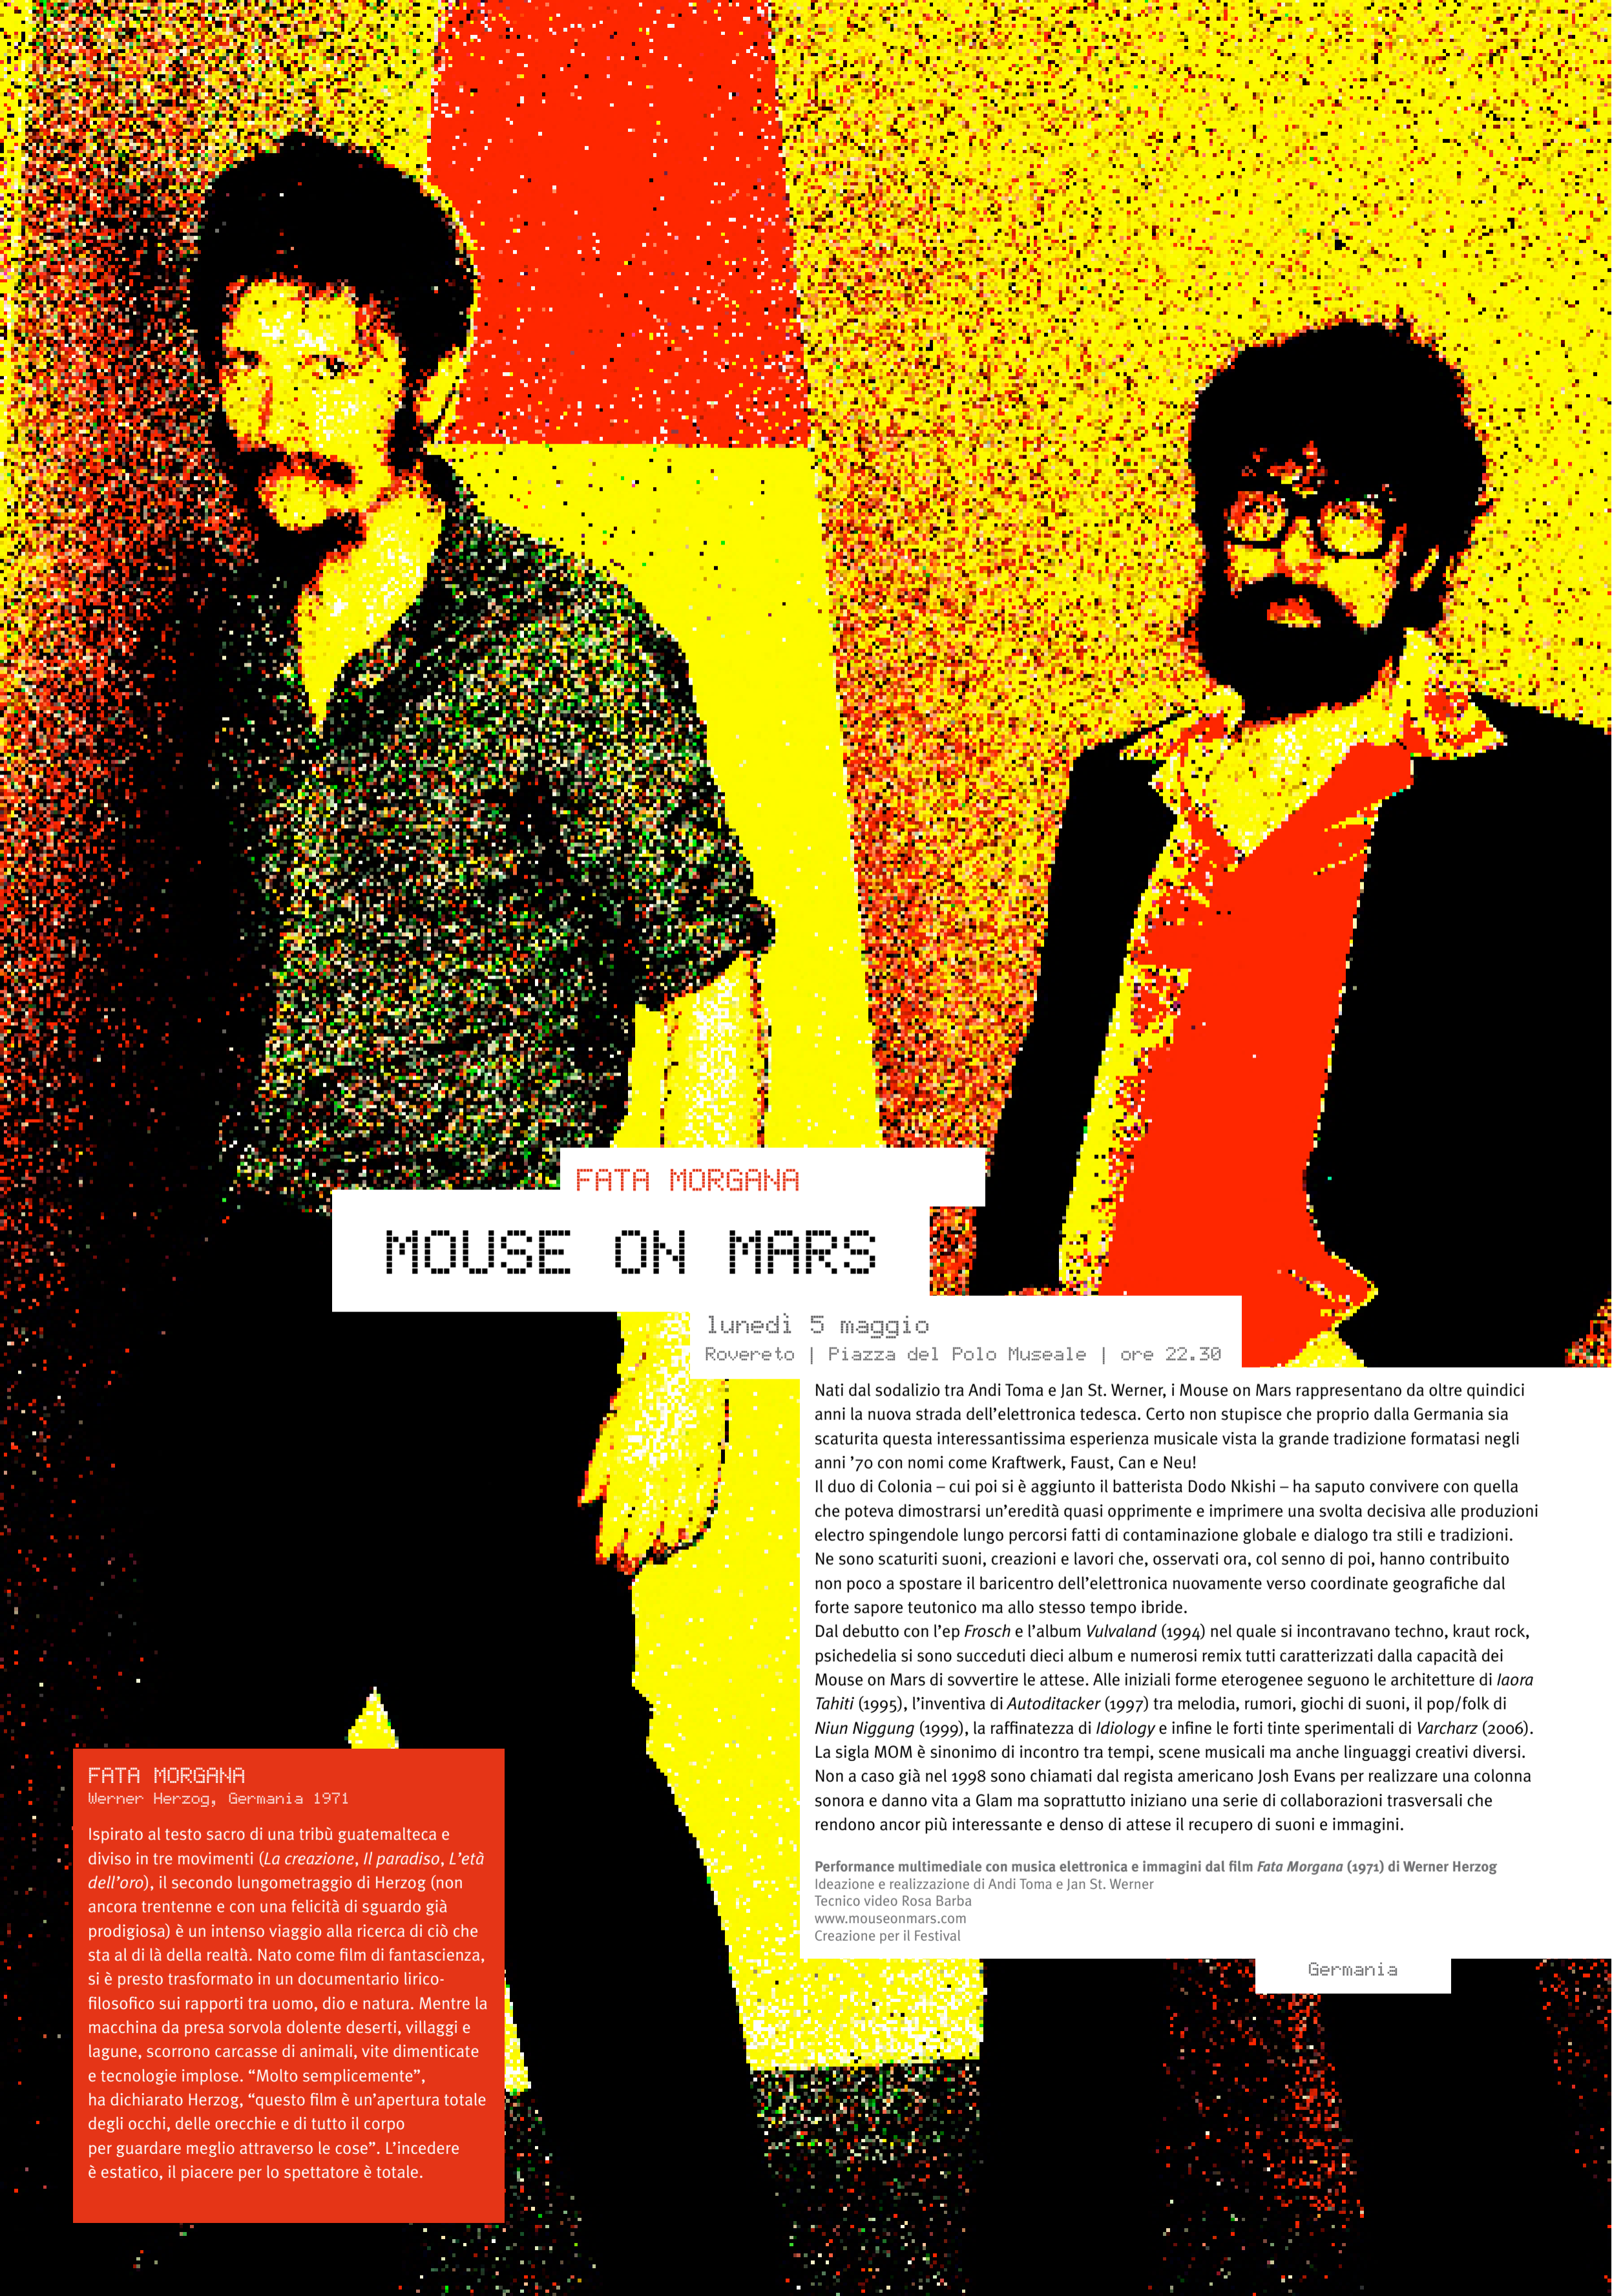 FATA MORGANA
MOUSE ON MARS
lunedì 5 maggio
Rovereto | Piazza del Polo Museale | ore 22.30
Nati dal sodalizio tra Andi Toma e Jan St. Werner, i Mouse on Mars rappresentano da oltre quindici
anni la nuova strada dell’elettronica tedesca. Certo non stupisce che proprio dalla Germania sia
scaturita questa interessantissima esperienza musicale vista la grande tradizione formatasi negli
anni ’70 con nomi come Kraftwerk, Faust, Can e Neu!
Il duo di Colonia – cui poi si è aggiunto il batterista Dodo Nkishi – ha saputo convivere con quella
che poteva dimostrarsi un’eredità quasi opprimente e imprimere una svolta decisiva alle produzioni
electro spingendole lungo percorsi fatti di contaminazione globale e dialogo tra stili e tradizioni.
Ne sono scaturiti suoni, creazioni e lavori che, osservati ora, col senno di poi, hanno contribuito
non poco a spostare il baricentro dell’elettronica nuovamente verso coordinate geografiche dal
forte sapore teutonico ma allo stesso tempo ibride.
Dal debutto con l’ep Frosch e l’album Vulvaland (1994) nel quale si incontravano techno, kraut rock,
psichedelia si sono succeduti dieci album e numerosi remix tutti caratterizzati dalla capacità dei
Mouse on Mars di sovvertire le attese. Alle iniziali forme eterogenee seguono le architetture di Iaora
Tahiti (1995), l’inventiva di Autoditacker (1997) tra melodia, rumori, giochi di suoni, il pop/folk di
Niun Niggung (1999), la raffinatezza di Idiology e infine le forti tinte sperimentali di Varcharz (2006).
La sigla MOM è sinonimo di incontro tra tempi, scene musicali ma anche linguaggi creativi diversi.
Non a caso già nel 1998 sono chiamati dal regista americano Josh Evans per realizzare una colonna
sonora e danno vita a Glam ma soprattutto iniziano una serie di collaborazioni trasversali che
rendono ancor più interessante e denso di attese il recupero di suoni e immagini.
Performance multimediale con musica elettronica e immagini dal film Fata Morgana (1971) di Werner Herzog
Ideazione e realizzazione di Andi Toma e Jan St. Werner
Tecnico video Rosa Barba
www.mouseonmars.com
Creazione per il Festival
Germania
FATA MORGANA
Werner Herzog, Germania 1971
Ispirato al testo sacro di una tribù guatemalteca e
diviso in tre movimenti (La creazione, Il paradiso, L’età
dell’oro), il secondo lungometraggio di Herzog (non
ancora trentenne e con una felicità di sguardo già
prodigiosa) è un intenso viaggio alla ricerca di ciò che
sta al di là della realtà. Nato come film di fantascienza,
si è presto trasformato in un documentario lirico-
filosofico sui rapporti tra uomo, dio e natura. Mentre la
macchina da presa sorvola dolente deserti, villaggi e
lagune, scorrono carcasse di animali, vite dimenticate
e tecnologie implose. “Molto semplicemente”,
ha dichiarato Herzog, “questo film è un’apertura totale
degli occhi, delle orecchie e di tutto il corpo
per guardare meglio attraverso le cose”. L’incedere
è estatico, il piacere per lo spettatore è totale.